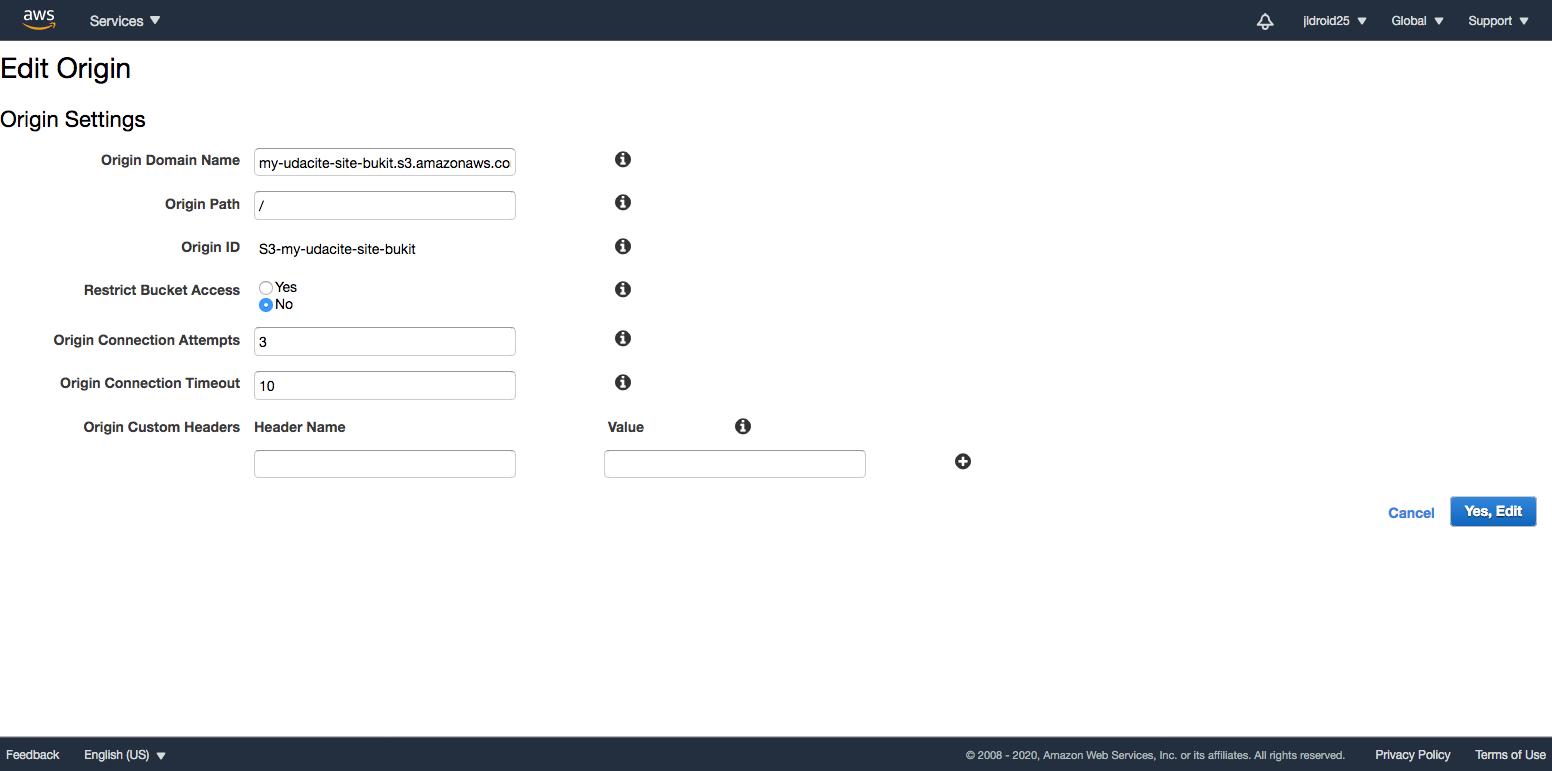 aws Services jldroid25 Global Support
Edit Origin
Origin Settings
Origin Domain Name my-udacite-site-bukit.s3.amazonaws.co
Origin Path /
Origin ID S3-my-udacite-site-bukit
Restrict Bucket Access Yes
No
Origin Connection Attempts 3
Origin Connection Timeout 10
Origin Custom Headers Header Name Value
Cancel Yes, Edit
Feedback English (US) © 2008 - 2020, Amazon Web Services, Inc. or its affiliates. All rights reserved. Privacy Policy Terms of Use